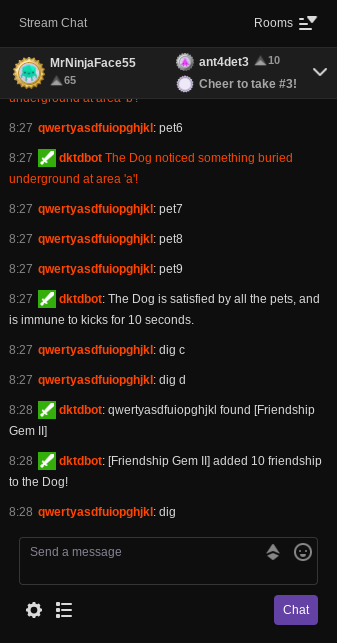 Stream Chat
Rooms
MrNinjaFace55
65
ant4det3 10
Cheer to take #3!
underground at area 'b'!
8:27 qwertyasdfuiopghjkl: pet6
8:27 dktdbot The Dog noticed something buried
underground at area 'a'!
8:27 qwertyasdfuiopghjkl: pet7
8:27 qwertyasdfuiopghjkl: pet8
8:27 qwertyasdfuiopghjkl: pet9
8:27 dktdbot: The Dog is satisfied by all the pets, and
is immune to kicks for 10 seconds.
8:27 qwertyasdfuiopghjkl: dig c
8:27 qwertyasdfuiopghjkl: dig d
8:28 dktdbot: qwertyasdfuiopghjkl found [Friendship
Gem II]
8:28 dktdbot: [Friendship Gem II] added 10 friendship
to the Dog!
8:28 qwertyasdfuiopghjkl: dig
Send a message
Chat